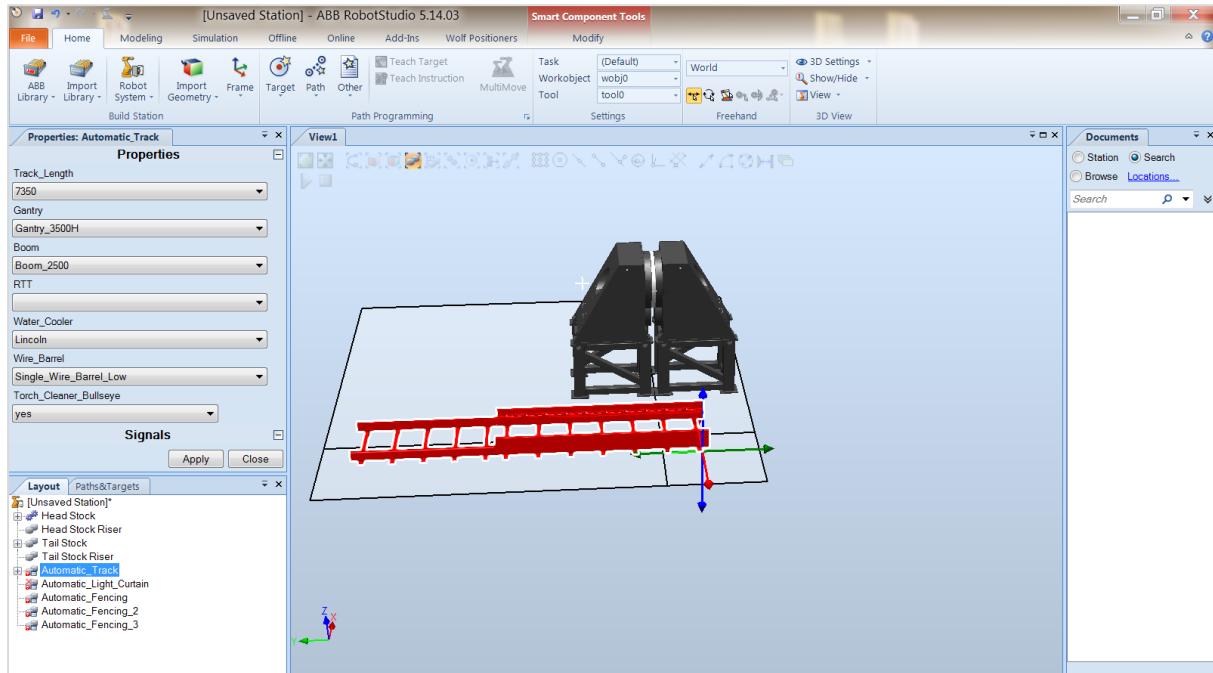 [Unsaved Station] - ABB RobotStudio 5.14.03
Smart Component Tools
File Home Modeling Simulation Offline Online Add-Ins Wolf Positioners Modify
ABB Library
Import Library
Robot System
Import Geometry
Frame
Build Station
Target
Path
Other
Teach Target
Teach Instruction
MultiMove
Path Programming
Task (Default)
Workobject wobj0
Tool tool0
Settings
World
Freehand
3D Settings
Show/Hide
View
3D View
Properties: Automatic_Track
Properties
Track_Length
7350
Gantry
Gantry_3500H
Boom
Boom_2500
RTT
Water_Cooler
Lincoln
Wire_Barrel
Single_Wire_Barrel_Low
Torch_Cleaner_Bullseye
yes
Signals
Apply Close
Layout Paths&Targets
[Unsaved Station]*
Head Stock
Head Stock Riser
Tail Stock
Tail Stock Riser
Automatic_Track
Automatic_Light_Curtain
Automatic_Fencing
Automatic_Fencing_2
Automatic_Fencing_3
View1
Z
X
Y
Documents
Station Search
Browse Locations...
Search